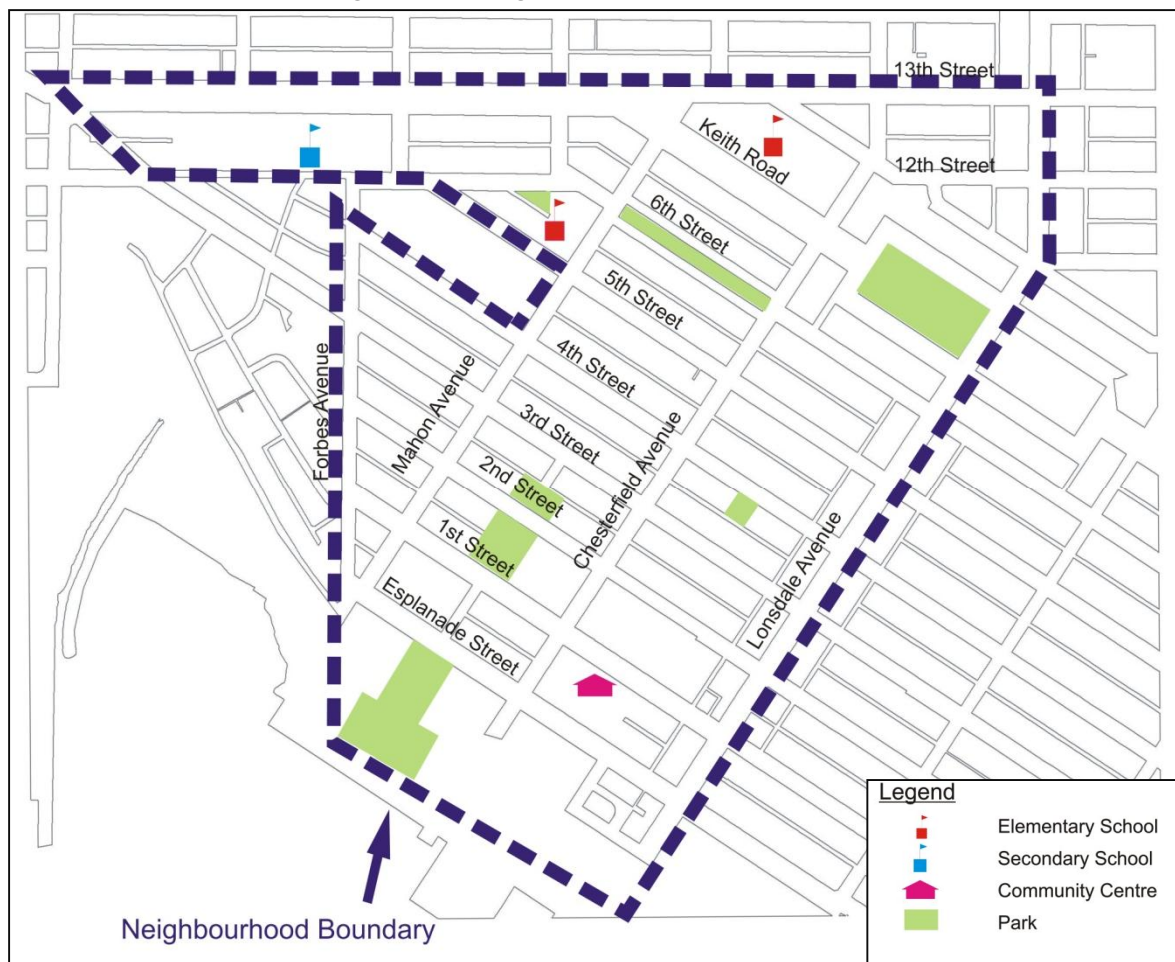 13th Street
Keith Road
12th Street
6th Street
5th Street
4th Street
3rd Street
2nd Street
1st Street
Esplanade Street
Forbes Avenue
Mahon Avenue
Chesterfield Avenue
Lonsdale Avenue
Neighbourhood Boundary
Legend
Elementary School
Secondary School
Community Centre
Park